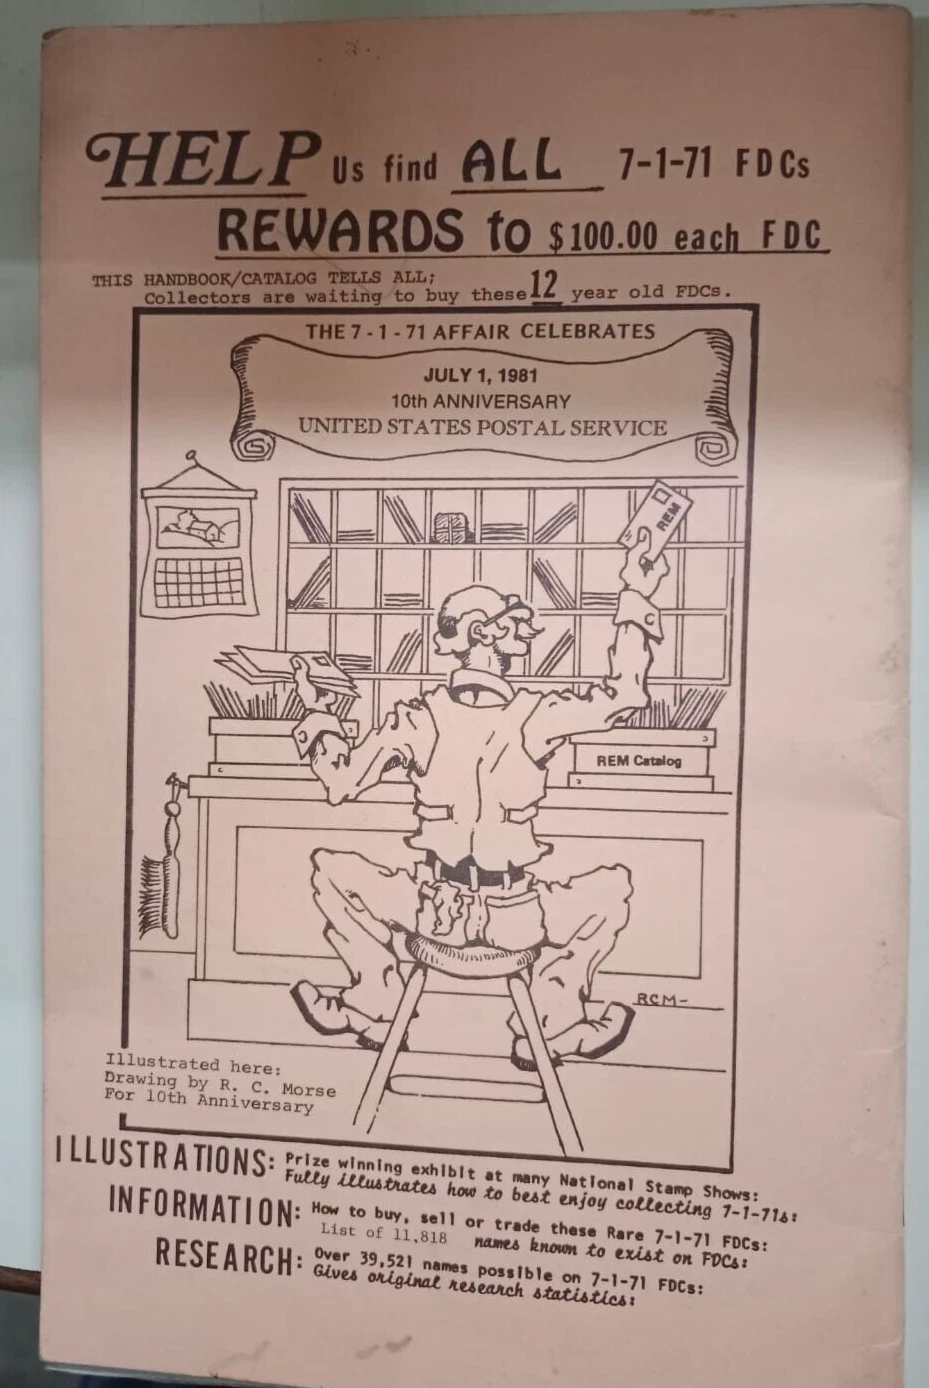 HELP Us find ALL 7-1-71 FDCs
REWARDS to $100.00 each FDC
THIS HANDBOOK/CATALOG TELLS ALL;
Collectors are waiting to buy these 12 year old FDCs.
THE 7-1-71 AFFAIR CELEBRATES
JULY 1, 1981
10th ANNIVERSARY
UNITED STATES POSTAL SERVICE
REM
REM Catalog
RCM-
Illustrated here:
Drawing by R. C. Morse
For 10th Anniversary
ILLUSTRATIONS: Prize winning exhibit at many National Stamp Shows:
Fully illustrates how to best enjoy collecting 7-1-71s:
INFORMATION: How to buy, sell or trade these Rare 7-1-71 FDCs:
List of 11,818 names known to exist on FDCs:
RESEARCH: Over 39,521 names possible on 7-1-71 FDCs:
Gives original research statistics: